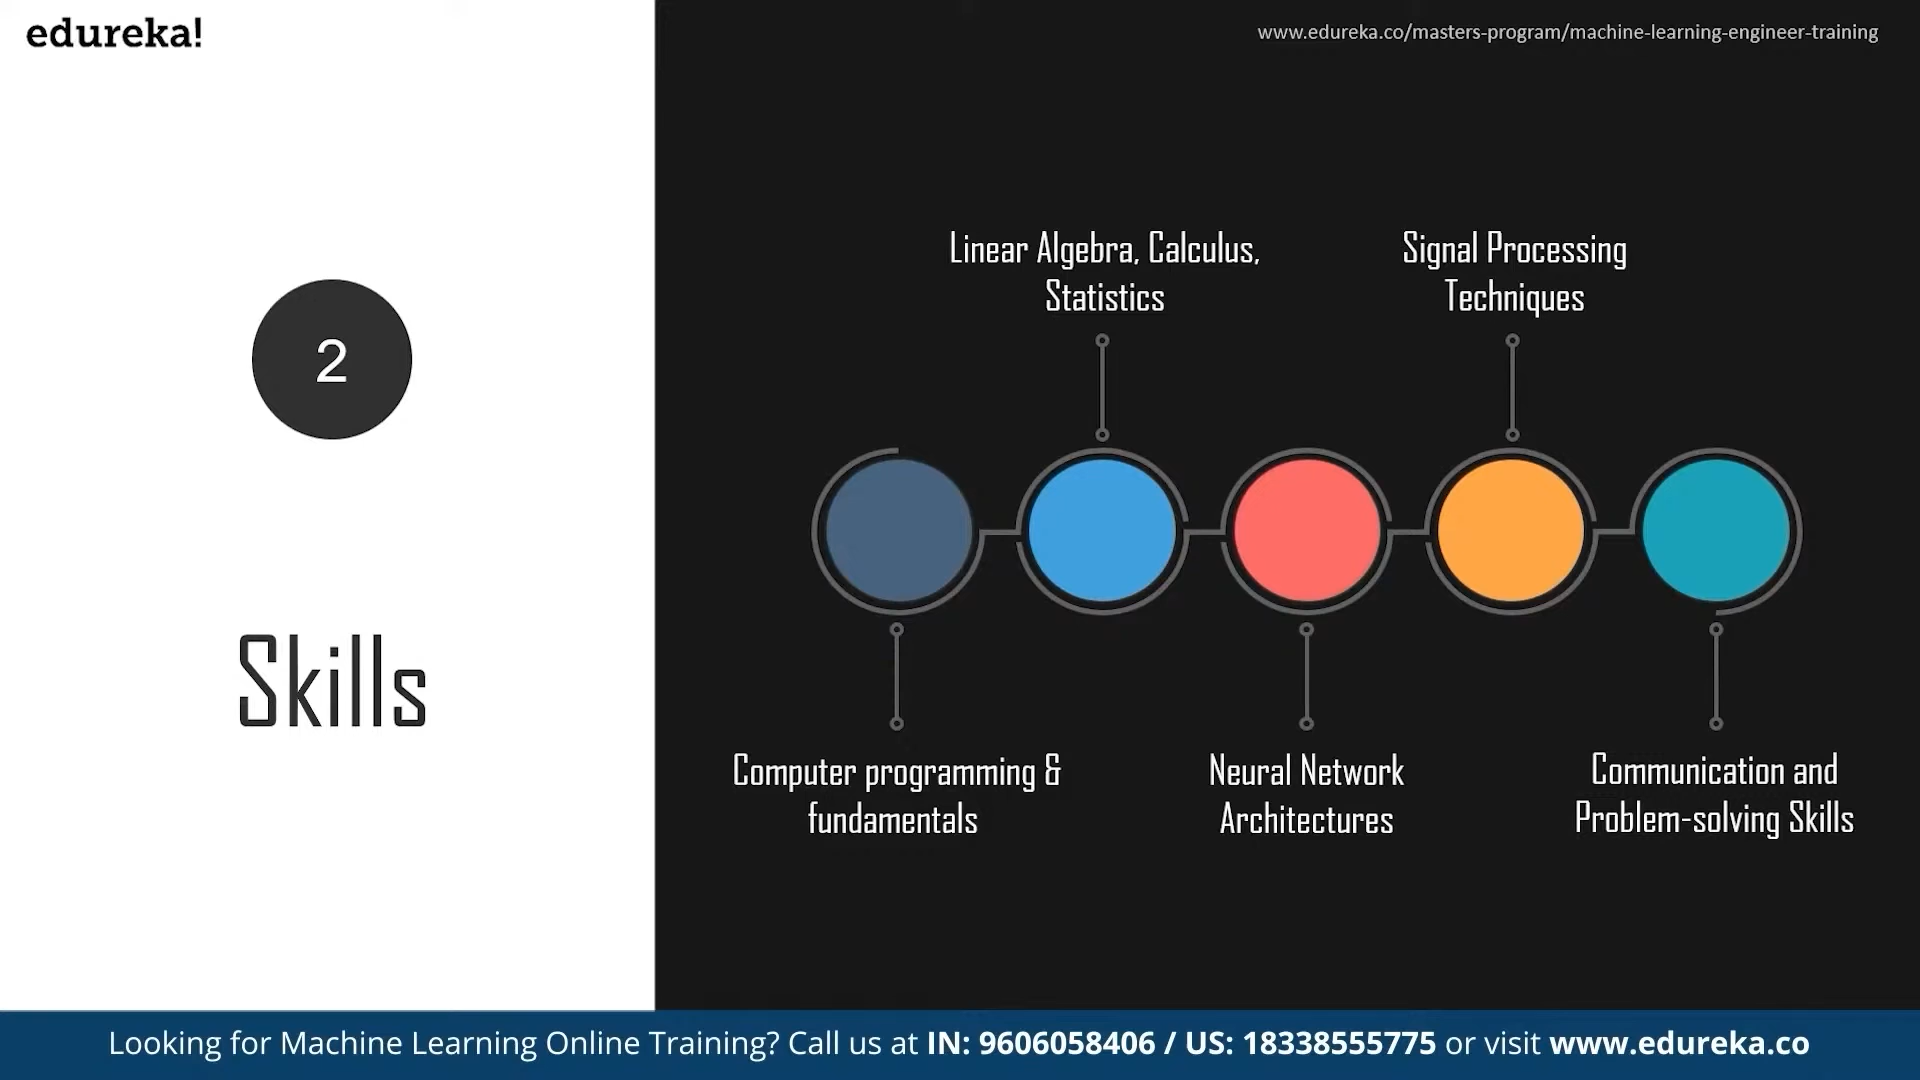 edureka!
www.edureka.co/masters-program/machine-learning-engineer-training
2
Skills
Linear Algebra, Calculus,
Statistics
Signal Processing
Techniques
Computer programming &
fundamentals
Neural Network
Architectures
Communication and
Problem-solving Skills
Looking for Machine Learning Online Training? Call us at IN: 9606058406 / US: 18338555775 or visit www.edureka.co